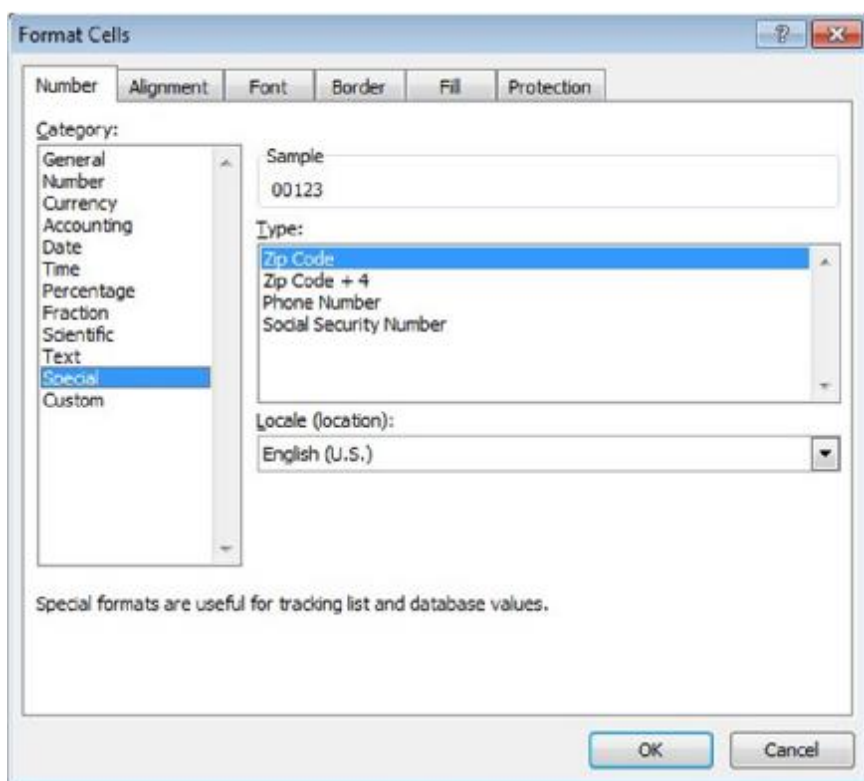 Format Cells
Number Alignment Font Border Fill Protection
Category:
General
Number
Currency
Accounting
Date
Time
Percentage
Fraction
Scientific
Text
Special
Custom
Sample
00123
Type:
Zip Code
Zip Code + 4
Phone Number
Social Security Number
Locale (location):
English (U.S.)
Special formats are useful for tracking list and database values.
OK Cancel